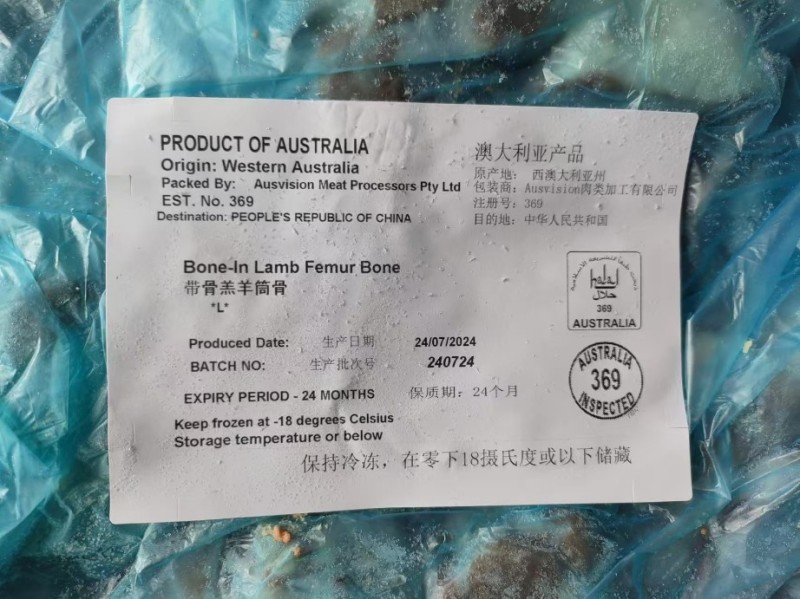 PRODUCT OF AUSTRALIA
Origin: Western Australia
Packed By: Ausvision Meat Processors Pty Ltd
EST. No. 369
Destination: PEOPLE'S REPUBLIC OF CHINA
澳大利亚产品
原产地: 西澳大利亚州
包装商: Ausvision肉类加工有限公司
注册号: 369
目的地: 中华人民共和国
Bone-In Lamb Femur Bone
带骨羔羊筒骨
*L*
halal
حلال
369
AUSTRALIA
Produced Date: 生产日期 24/07/2024
BATCH NO: 生产批次号 240724
EXPIRY PERIOD - 24 MONTHS 保质期: 24个月
AUSTRALIA
369
INSPECTED
Keep frozen at -18 degrees Celsius
Storage temperature or below
保持冷冻，在零下18摄氏度或以下储藏